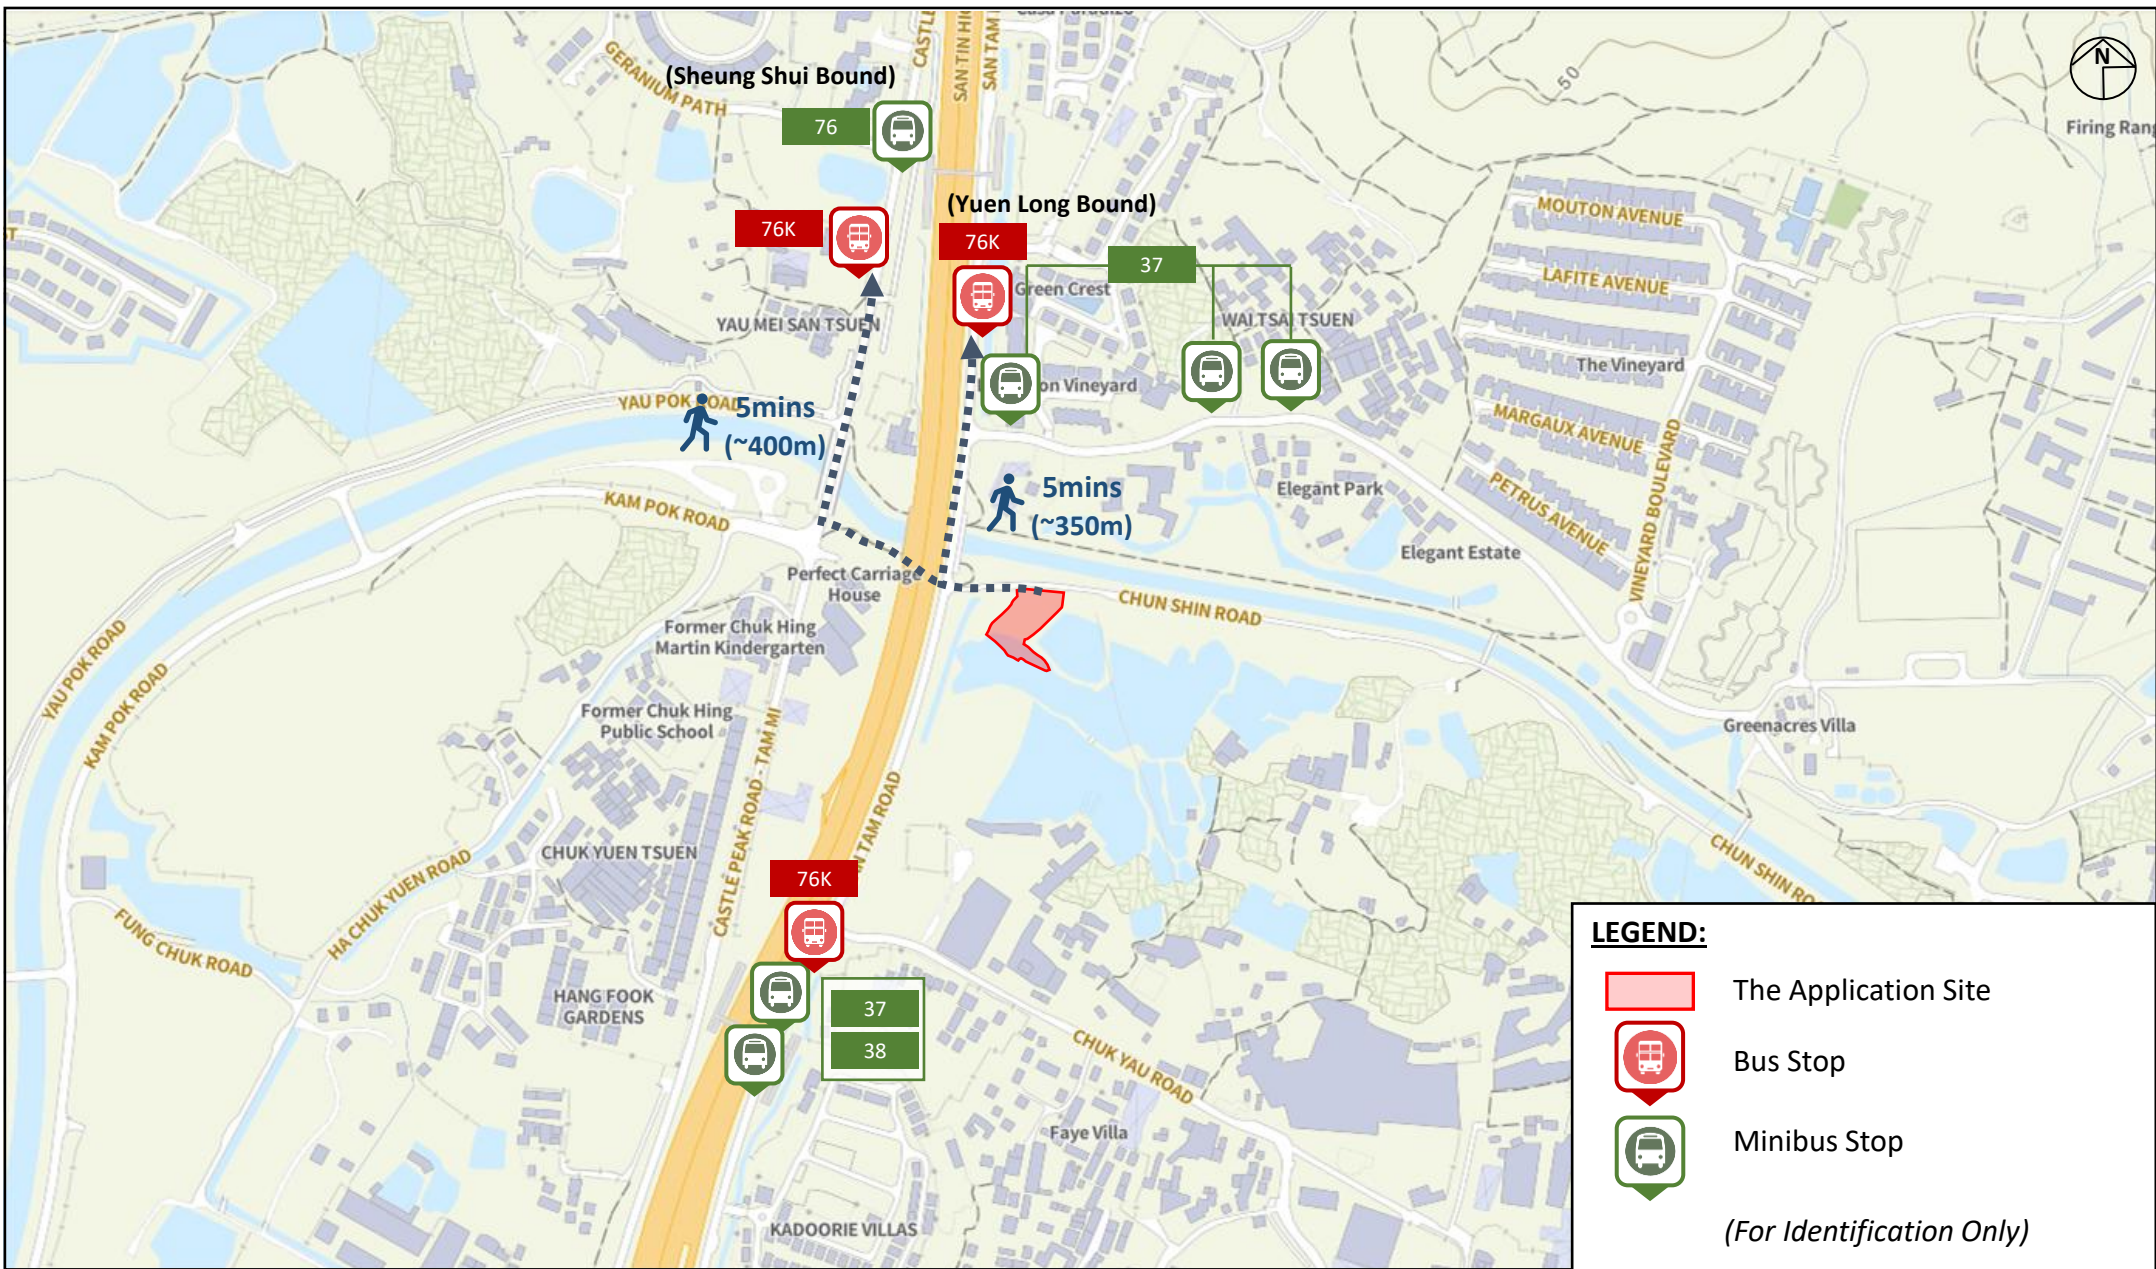 (Sheung Shui Bound)
GERANIUM PATH
CASTLE
SAN TAM
76
N
50
76K
(Yuen Long Bound)
76K
37
MOUTON AVENUE
LAFITE AVENUE
Green Crest
YAU MEI SAN TSUEN
WAI TSAI TSUEN
The Vineyard
on Vineyard
YAU POK ROAD
5mins
(~400m)
MARGAUX AVENUE
KAM POK ROAD
5mins
(~350m)
Elegant Park
PETRUS AVENUE
VINEYARD BOULEVARD
Elegant Estate
Perfect Carriage
House
CHUN SHIN ROAD
Former Chuk Hing
Martin Kindergarten
YAU POK ROAD
KAM POK ROAD
Former Chuk Hing
Public School
Greenacres Villa
CASTLE PEAK ROAD - TAM MI
TAM ROAD
CHUK YUEN TSUEN
HA CHUK YUEN ROAD
FUNG CHUK ROAD
76K
CHUN SHIN RO
HANG FOOK
GARDENS
37
38
CHUK YAU ROAD
Faye Villa
KADOORIE VILLAS
LEGEND:
The Application Site
Bus Stop
Minibus Stop
(For Identification Only)